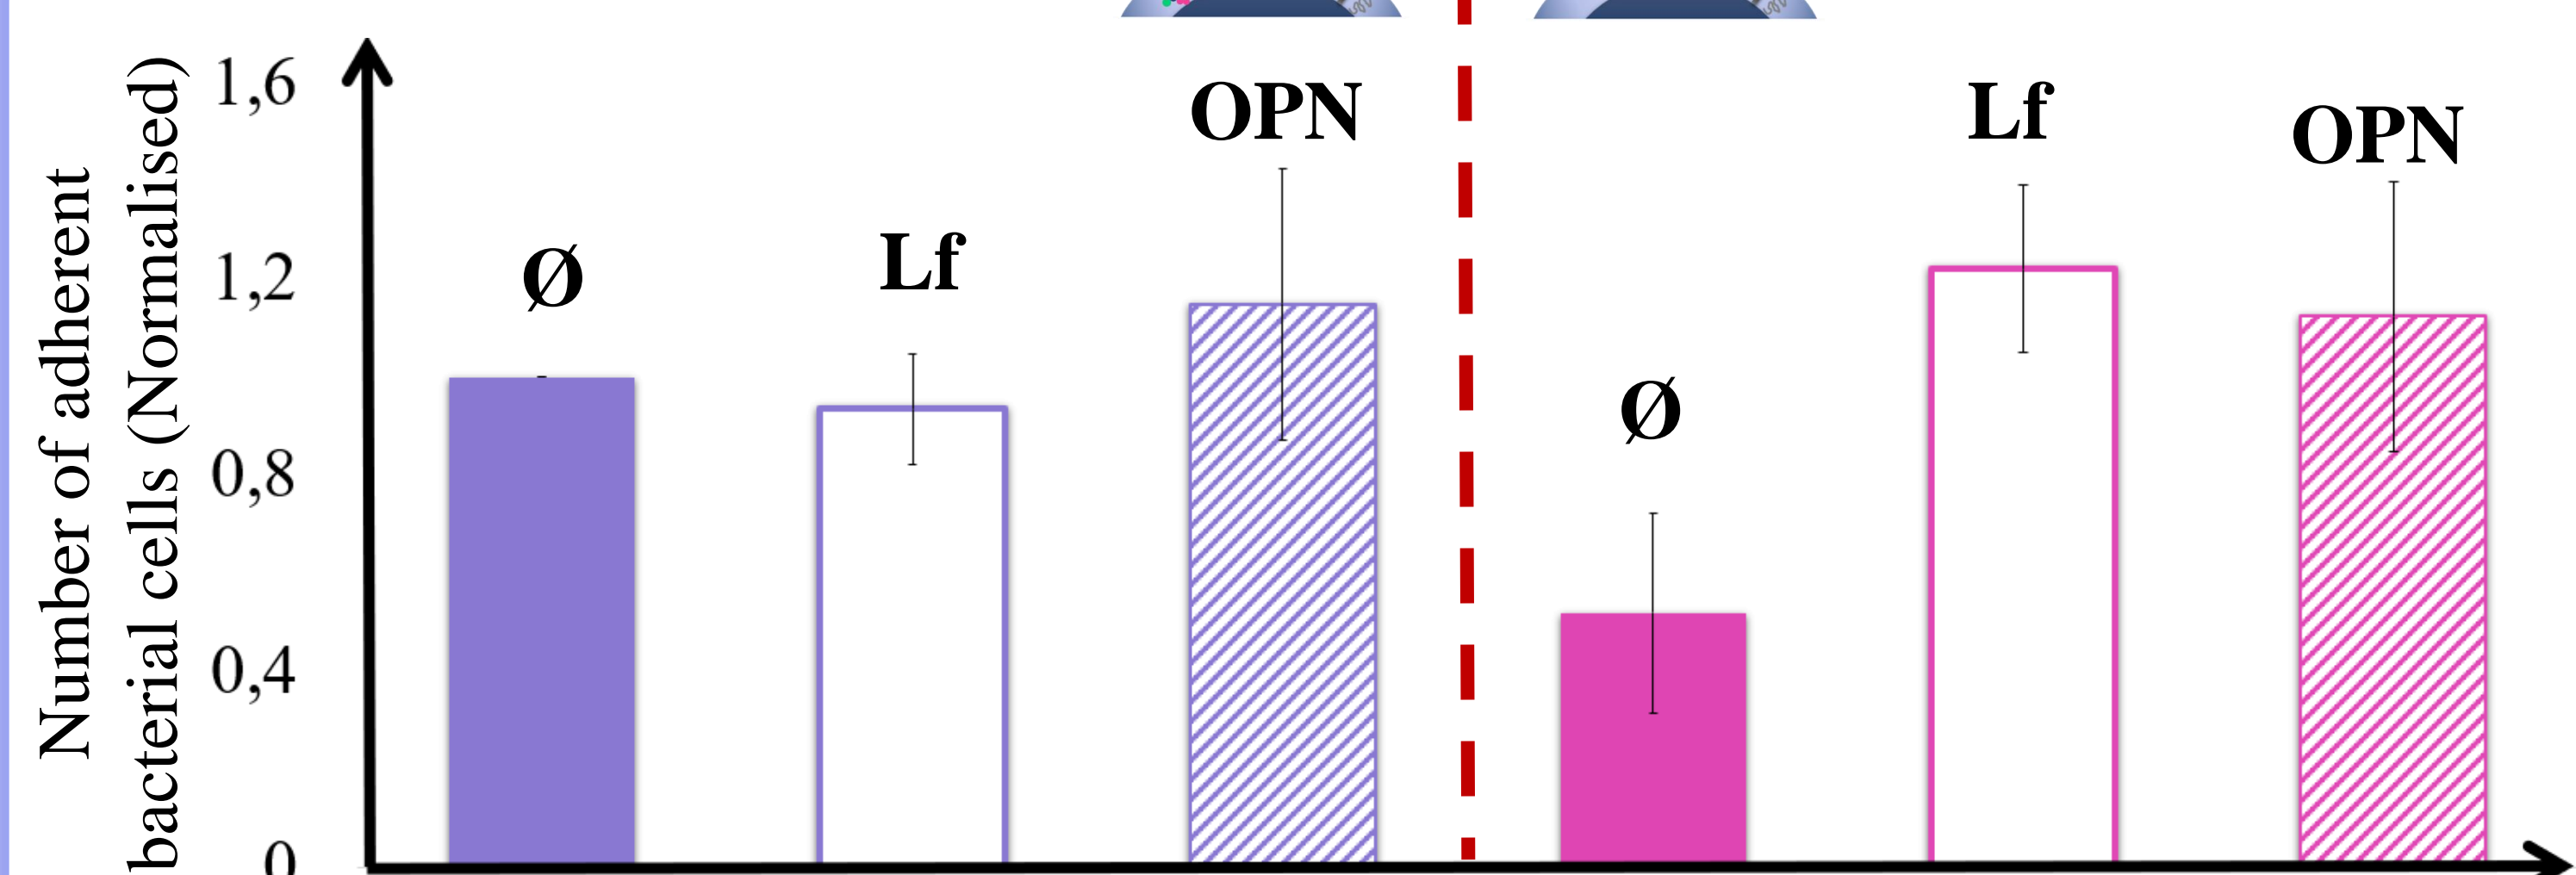 Number of adherent
bacterial cells (Normalised)
1,6
1,2
0,8
0,4
0
Ø
Lf
OPN
Ø
Lf
OPN